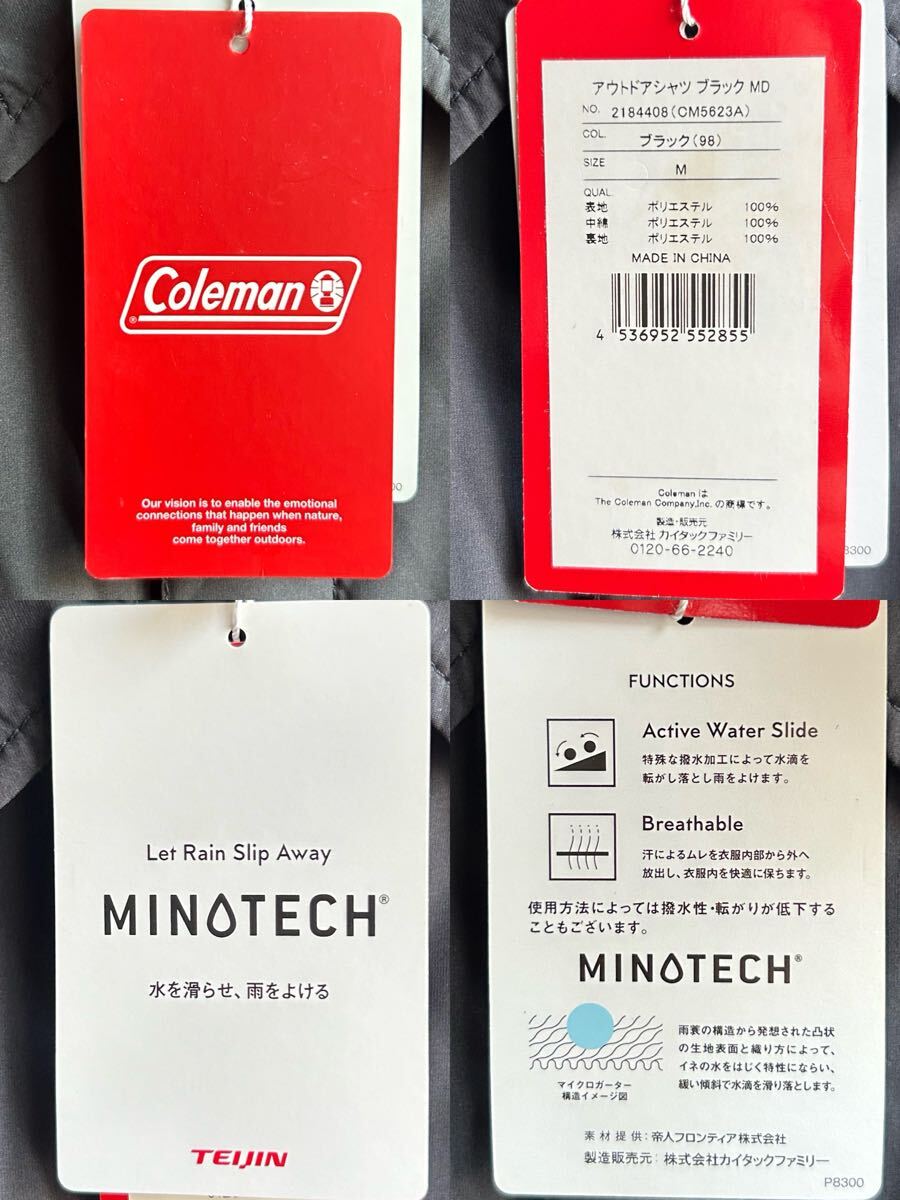 Coleman
®
Our vision is to enable the emotional
connections that happen when nature,
family and friends
come together outdoors.
アウトドアシャツ ブラック MD
NO. 2184408(CM5623A)
COL. ブラック(98)
SIZE M
QUAL.
表地 ポリエステル 100%
中綿 ポリエステル 100%
裏地 ポリエステル 100%
MADE IN CHINA
4 536952 552855
Coleman は
The Coleman Company,Inc. の商標です。
製造・販売元
株式会社 カイタックファミリー
0120-66-2240
8300
Let Rain Slip Away
MINOTECH®
水を滑らせ、雨をよける
TEIJIN
FUNCTIONS
Active Water Slide
特殊な撥水加工によって水滴を
転がし落とし雨をよけます。
Breathable
汗によるムレを衣服内部から外へ
放出し、衣服内を快適に保ちます。
使用方法によっては撥水性・転がりが低下する
こともございます。
MINOTECH®
マイクロガーター
構造イメージ図
雨蓑の構造から発想された凸状
の生地表面と織り方によって、
イネの水をはじく特性にならい、
緩い傾斜で水滴を滑り落とします。
素材提供:帝人フロンティア株式会社
製造販売元:株式会社カイタックファミリー
P8300